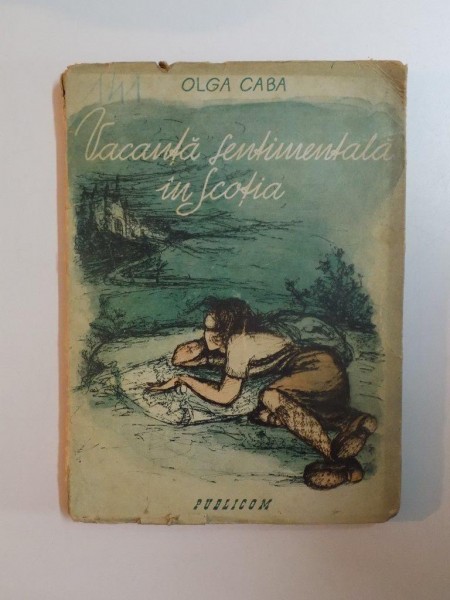 141
OLGA CABA
Vacanță sentimentală
în Scoția
PUBLICOM